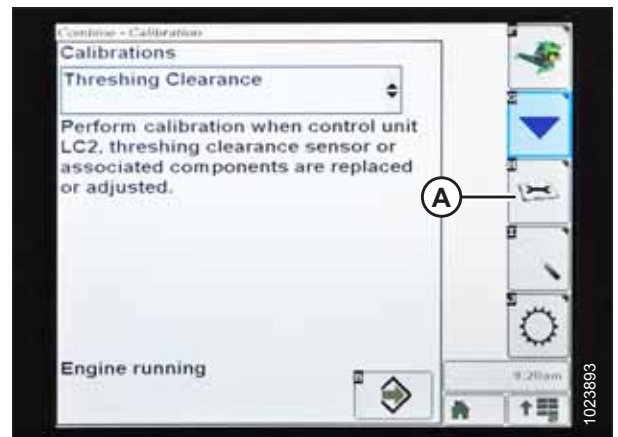 Combine - Calibration
Calibrations
Threshing Clearance
Perform calibration when control unit
LC2, threshing clearance sensor or
associated components are replaced
or adjusted.
A
Engine running
9:20am
1023893